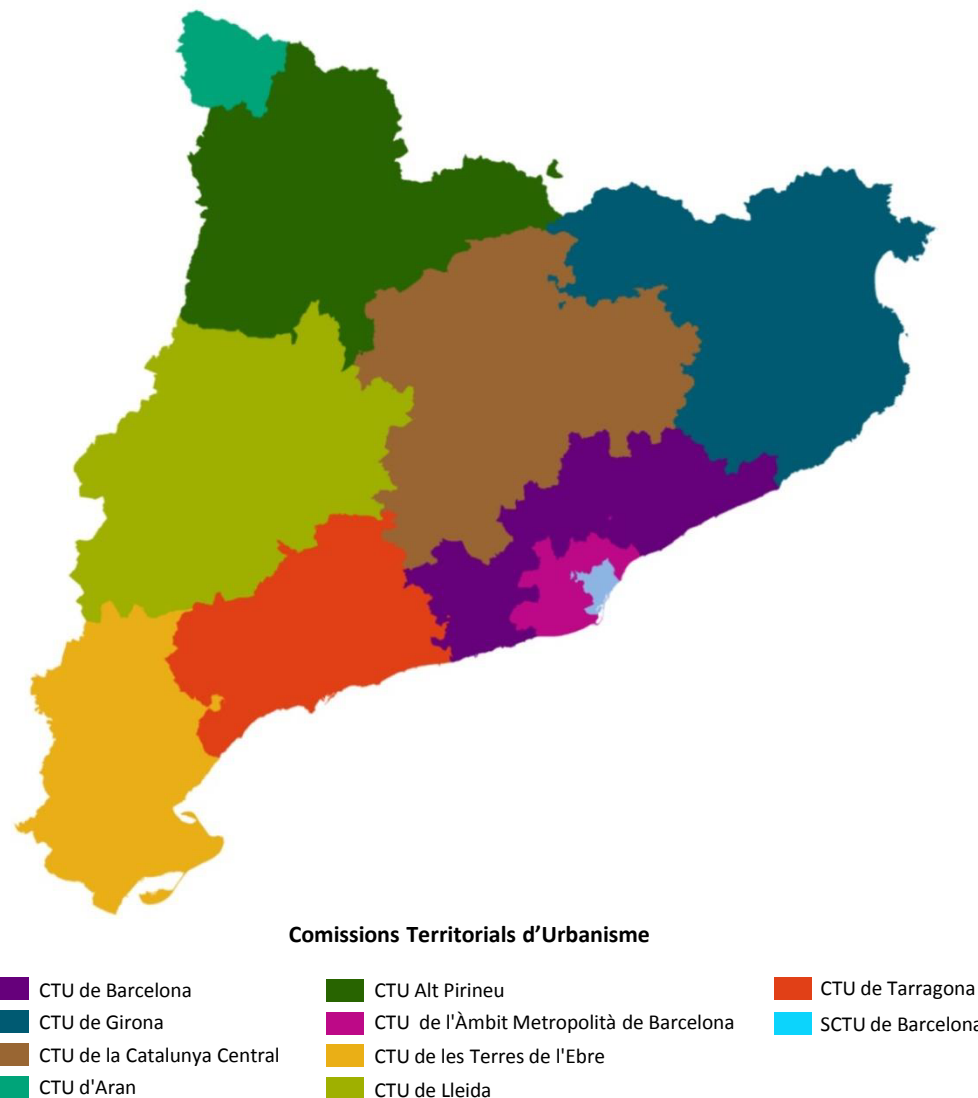 Comissions Territorials d’Urbanisme
CTU de Barcelona
CTU de Girona
CTU de la Catalunya Central
CTU d'Aran
CTU Alt Pirineu
CTU  de l'Àmbit Metropolità de Barcelona
CTU de les Terres de l'Ebre
CTU de Lleida
CTU de Tarragona
SCTU de Barcelona